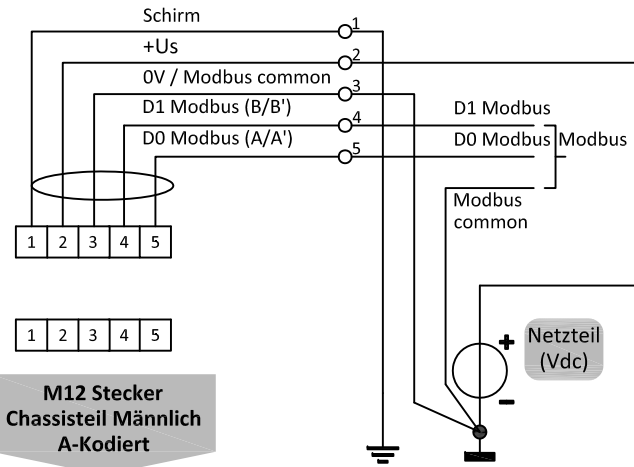 Schirm
1
+Us
2
0V / Modbus common
3
D1 Modbus (B/B')
4
D1 Modbus
D0 Modbus (A/A')
5
D0 Modbus
Modbus
Modbus
common
1 2 3 4 5
1 2 3 4 5
+
Netzteil
(Vdc)
−
M12 Stecker
Chassisteil Männlich
A-Kodiert